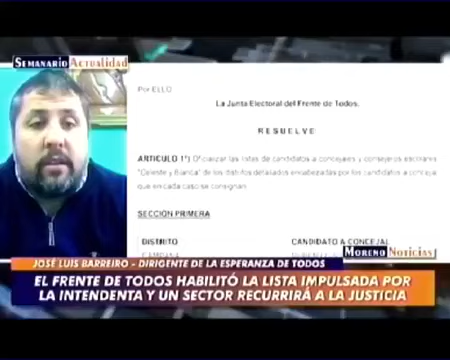 SEMANARIO ACTUALIDAD
Por ELLO
La Junta Electoral del Frente de Todos.
RESUELVE
ARTICULO 1°) Oficializar las listas de candidatos a concejales y consejeros escolares
"Celeste y Blanca" de los distritos detallados encabezadas por los candidatos a concejal
que en cada caso se consignan.
SECCIÓN PRIMERA
DISTRITO CANDIDATO A CONCEJAL
CAMPANA
MORENO NOTICIAS
JOSÉ LUIS BARREIRO - DIRIGENTE DE LA ESPERANZA DE TODOS
EL FRENTE DE TODOS HABILITÓ LA LISTA IMPULSADA POR
LA INTENDENTA Y UN SECTOR RECURRIRÁ A LA JUSTICIA